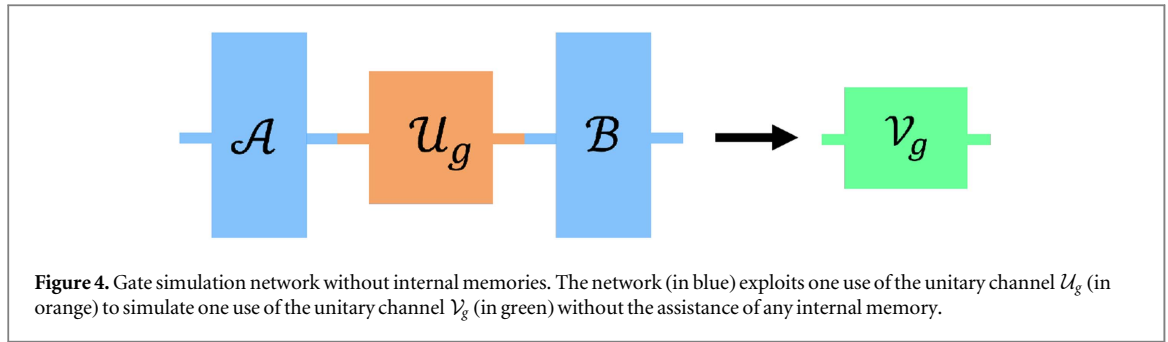 𝒜 𝒰g ℬ 𝒱g
Figure 4. Gate simulation network without internal memories. The network (in blue) exploits one use of the unitary channel 𝒰g (in
orange) to simulate one use of the unitary channel 𝒱g (in green) without the assistance of any internal memory.